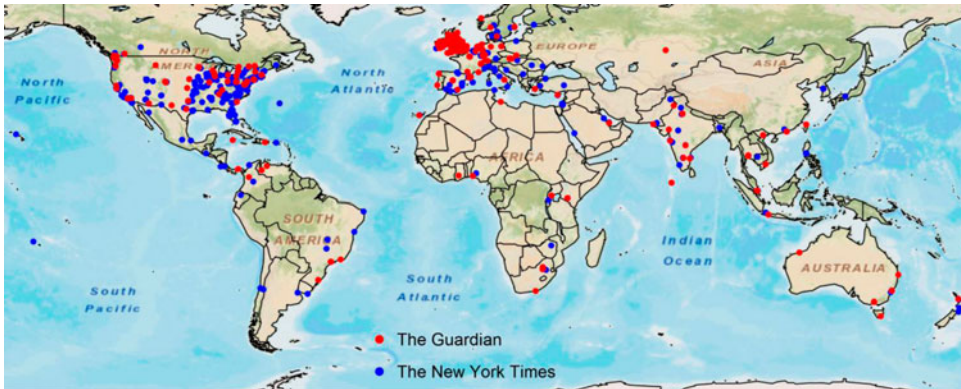 NORTH
AMERICA
EUROPE
ASIA
North
Pacific
North
Atlantic
AFRICA
SOUTH
AMERICA
Indian
Ocean
AUSTRALIA
South
Pacific
South
Atlantic
The Guardian
The New York Times